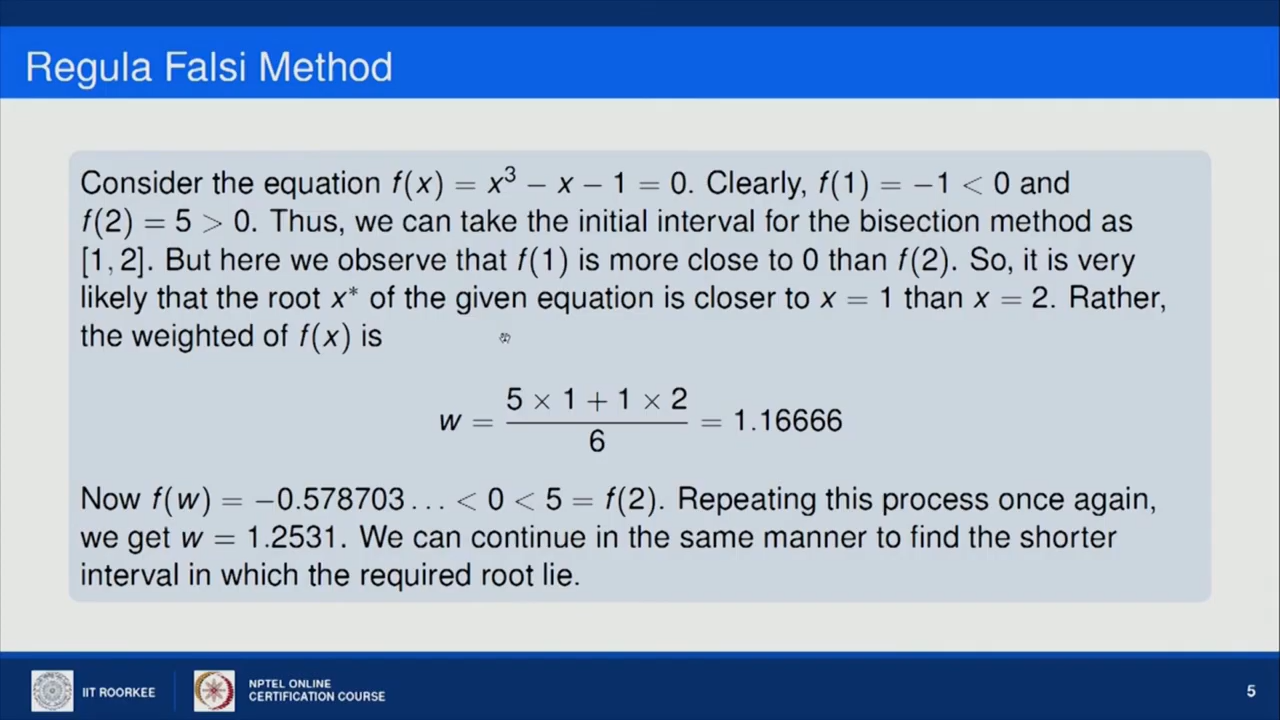 Regula Falsi Method
Consider the equation f(x) = x³ − x − 1 = 0. Clearly, f(1) = −1 < 0 and
f(2) = 5 > 0. Thus, we can take the initial interval for the bisection method as
[1, 2]. But here we observe that f(1) is more close to 0 than f(2). So, it is very
likely that the root x* of the given equation is closer to x = 1 than x = 2. Rather,
the weighted of f(x) is
w = (5 × 1 + 1 × 2)/6 = 1.16666
Now f(w) = −0.578703… < 0 < 5 = f(2). Repeating this process once again,
we get w = 1.2531. We can continue in the same manner to find the shorter
interval in which the required root lie.
IIT ROORKEE
NPTEL ONLINE
CERTIFICATION COURSE
5